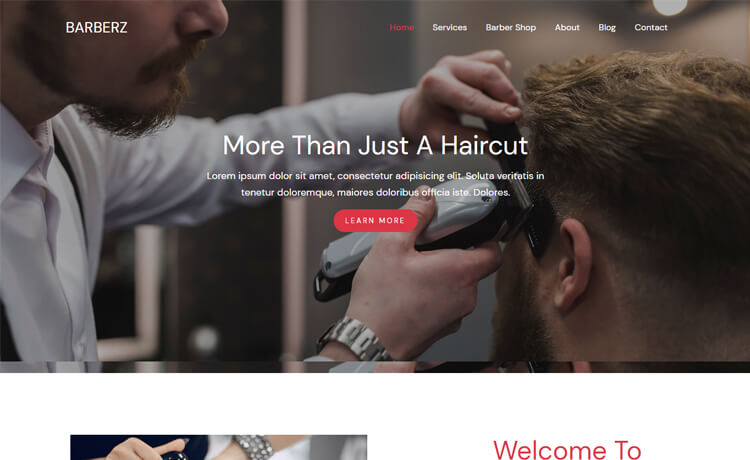 BARBERZ
Home Services Barber Shop About Blog Contact
More Than Just A Haircut
Lorem ipsum dolor sit amet, consectetur adipisicing elit. Soluta veritatis in
tenetur doloremque, maiores doloribus officia iste. Dolores.
LEARN MORE
Welcome To